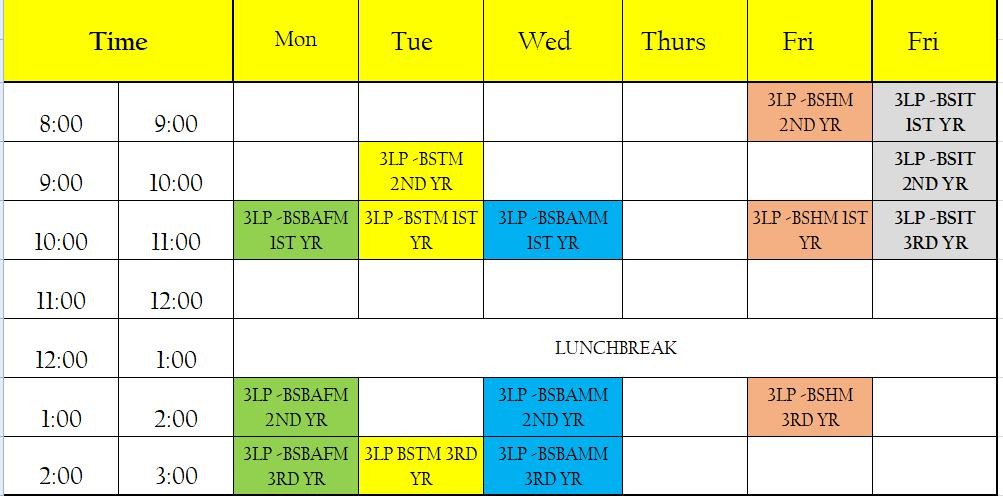 Time Mon Tue Wed Thurs Fri Fri
8:00 9:00 3LP -BSHM 3LP -BSIT
2ND YR 1ST YR
9:00 10:00 3LP -BSTM 3LP -BSIT
2ND YR 2ND YR
10:00 11:00 3LP -BSBAFM 3LP -BSTM 1ST 3LP -BSBAMM 3LP -BSHM 1ST 3LP -BSIT
1ST YR YR 1ST YR YR 3RD YR
11:00 12:00
12:00 1:00 LUNCHBREAK
1:00 2:00 3LP -BSBAFM 3LP -BSBAMM 3LP -BSHM
2ND YR 2ND YR 3RD YR
2:00 3:00 3LP -BSBAFM 3LP BSTM 3RD 3LP -BSBAMM
3RD YR YR 3RD YR